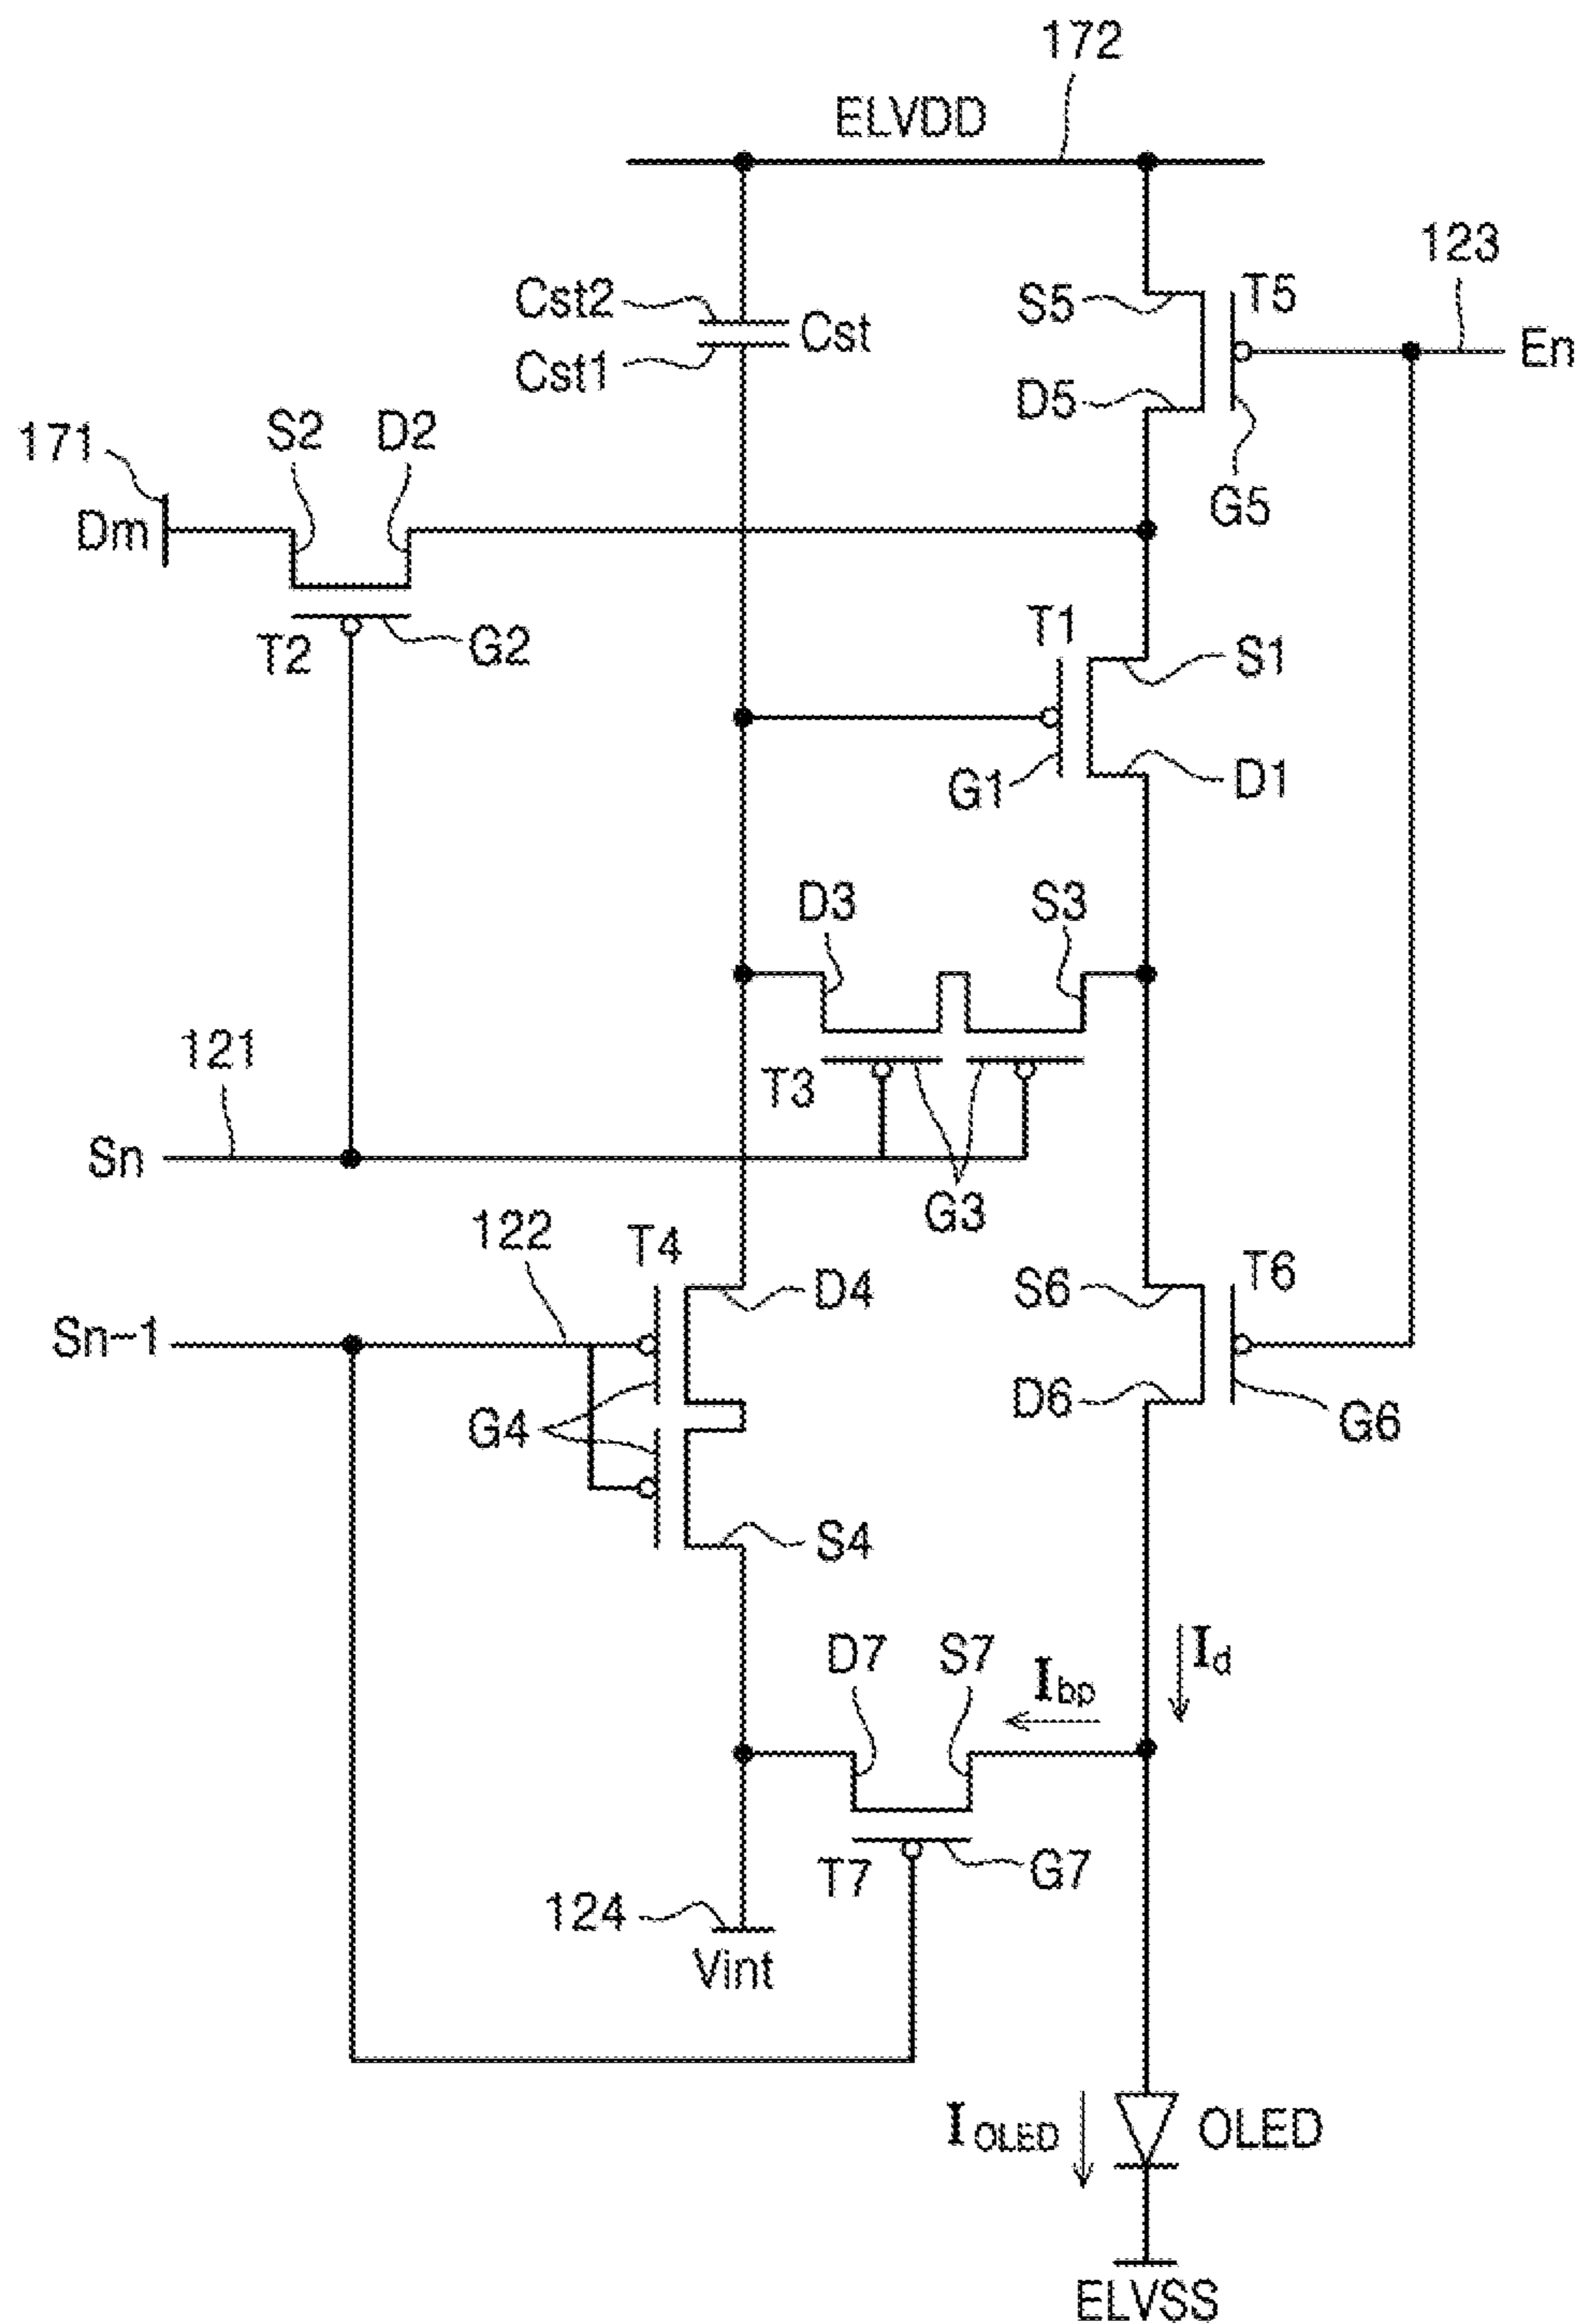 172
ELVDD
123
Cst2
S5
T5
Cst
En
Cst1
D5
171
S2
D2
G5
Dm
T1
T2
G2
S1
G1
D1
D3
S3
121
T3
Sn
G3
122
T4
D4
S6
T6
Sn-1
D6
G4
G6
S4
D7
S7
Ibp
Id
T7
G7
124
Vint
IOLED
OLED
ELVSS